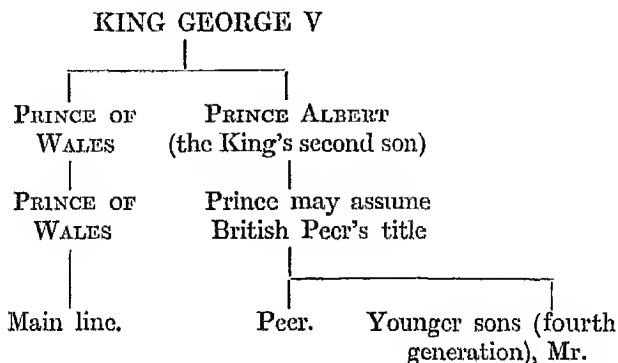 KING GEORGE V
PRINCE OF PRINCE ALBERT
WALES (the King's second son)
PRINCE OF Prince may assume
WALES British Peer's title
Main line. Peer. Younger sons (fourth
generation), Mr.